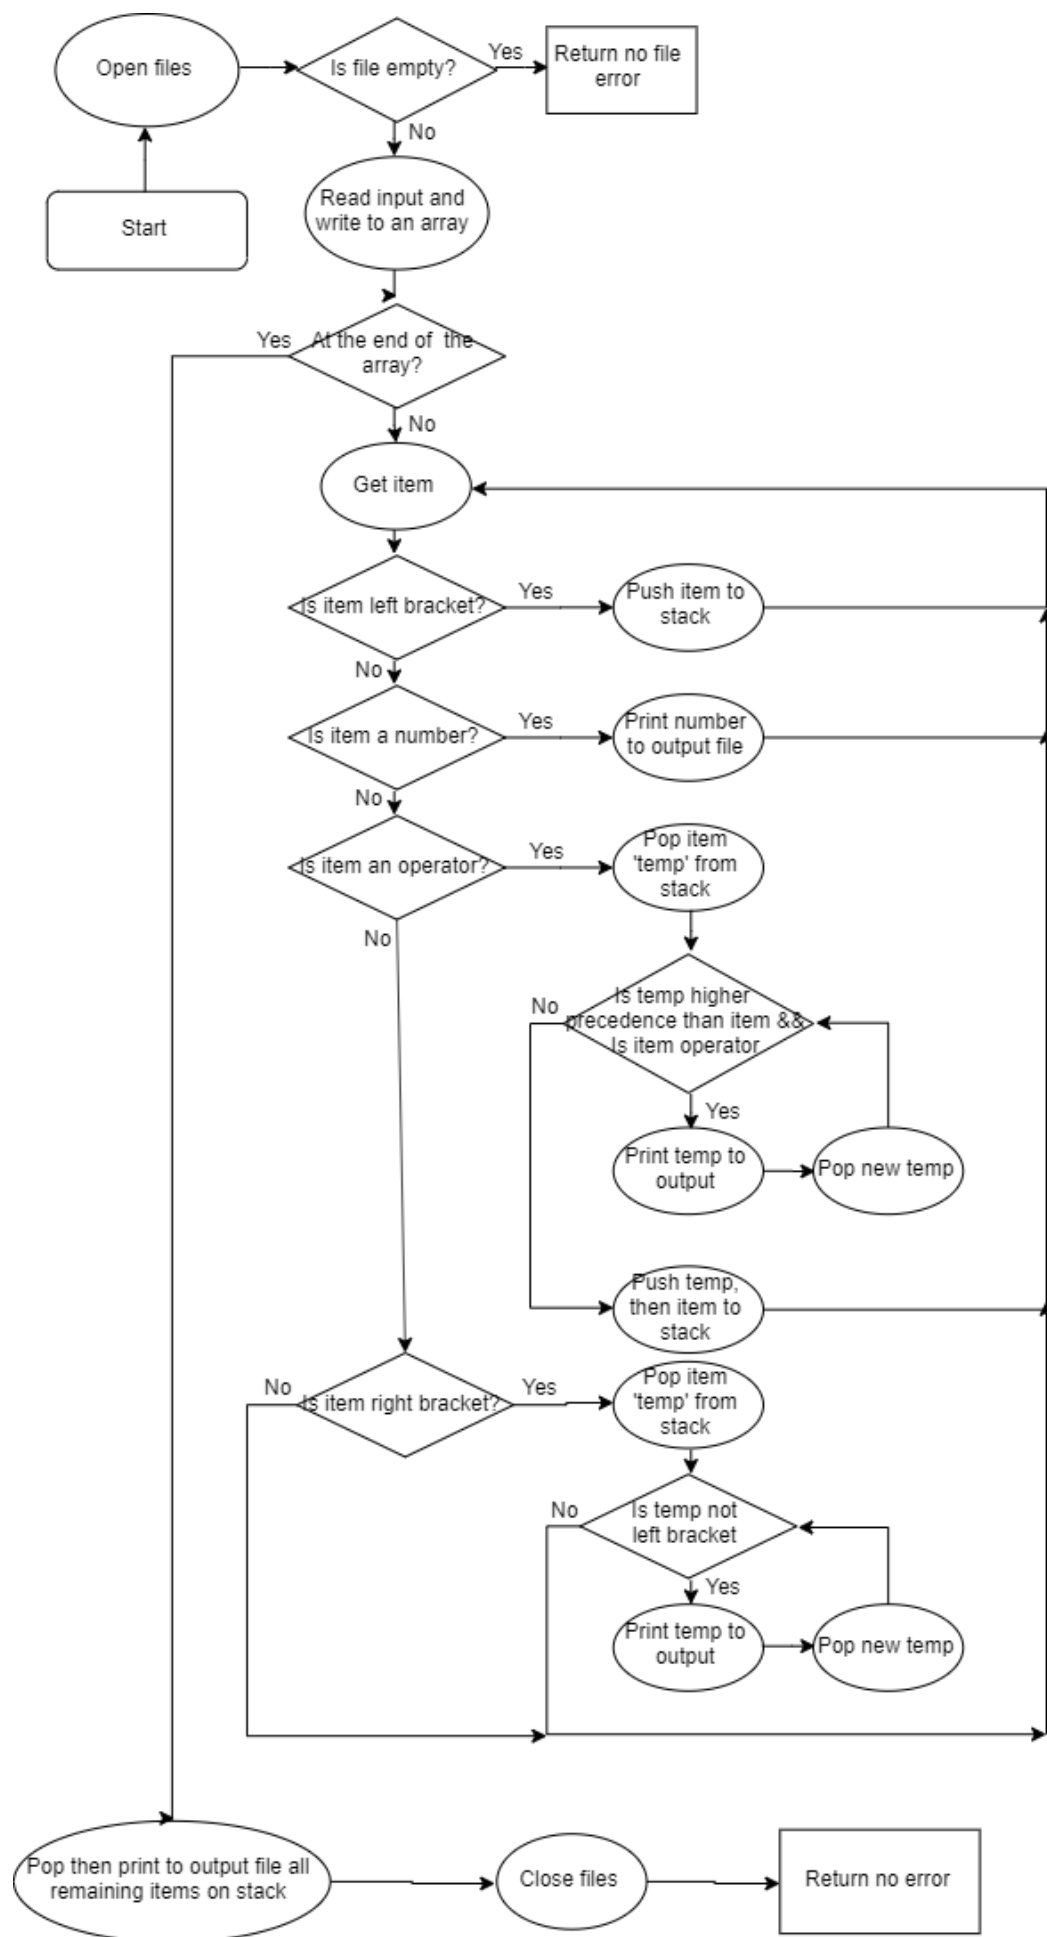 Open files
Is file empty?
Yes
Return no file
error
No
Start
Read input and
write to an array
Yes
At the end of  the
array?
No
Get item
Is item left bracket?
Yes
Push item to
stack
No
Is item a number?
Yes
Print number
to output file
No
Is item an operator?
Yes
Pop item
'temp' from
stack
No
No
Is temp higher
precedence than item &&
Is item operator
Yes
Print temp to
output
Pop new temp
Push temp,
then item to
stack
No
Is item right bracket?
Yes
Pop item
'temp' from
stack
No
Is temp not
left bracket
Yes
Print temp to
output
Pop new temp
Pop then print to output file all
remaining items on stack
Close files
Return no error